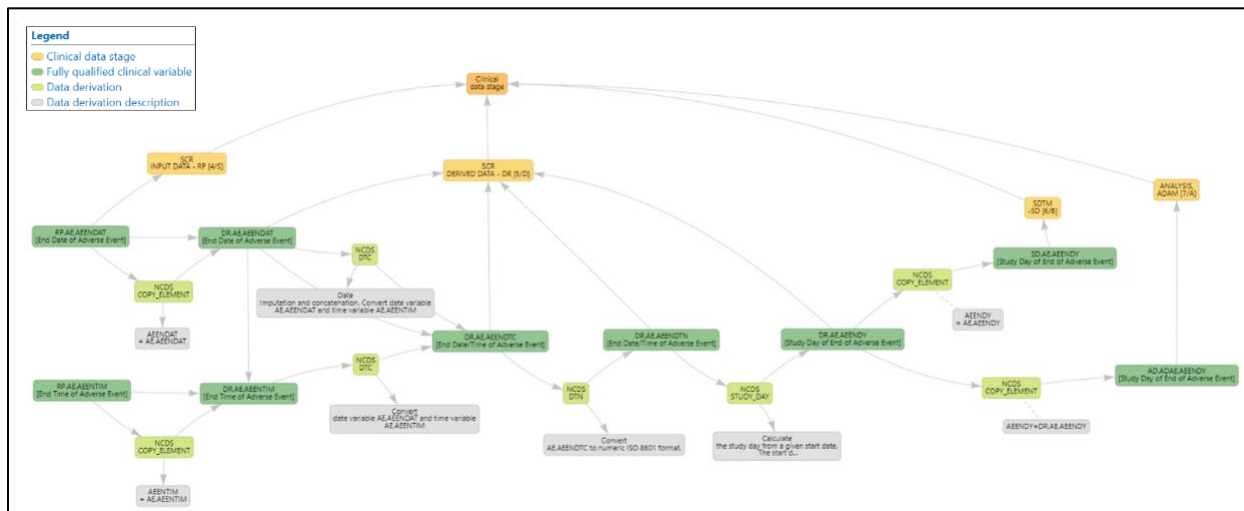 Legend
Clinical data stage
Fully qualified clinical variable
Data derivation
Data derivation description
Clinical
data stage
SCR
INPUT DATA - RP [4/S]
SCR
DERIVED DATA - DR [5/D]
ANALYSIS,
ADAM [7/A]
SDTM
-SD [6/B]
RP.AE.AEENDAT
[End Date of Adverse Event]
DR.AE.AEENDAT
[End Date of Adverse Event]
NCDS
DTC
SD.AE.AEENDY
[Study Day of End of Adverse Event]
NCDS
COPY_ELEMENT
NCDS
COPY_ELEMENT
Date
Imputation and concatenation. Convert date variable
AE.AEENDAT and time variable AE.AEENTIM
AEENDY
= AE.AEENDY
AEENDAT
= AE.AEENDAT
DR.AE.AEENDTC
[End Date/Time of Adverse Event]
DR.AE.AEENDTN
[End Date/Time of Adverse Event]
DR.AE.AEENDY
[Study Day of End of Adverse Event]
RP.AE.AEENTIM
[End Time of Adverse Event]
DR.AE.AEENTIM
[End Time of Adverse Event]
NCDS
DTC
AD.ADAE.AEENDY
[Study Day of End of Adverse Event]
NCDS
DTN
NCDS
STUDY_DAY
NCDS
COPY_ELEMENT
Convert
date variable AE.AEENDAT and time variable
AE.AEENTIM
AEENDY=DR.AE.AEENDY
NCDS
COPY_ELEMENT
Convert
AE.AEENDTC to numeric ISO 8601 format.
Calculate
the study day from a given start date.
The start d...
AEENTIM
= AE.AEENTIM